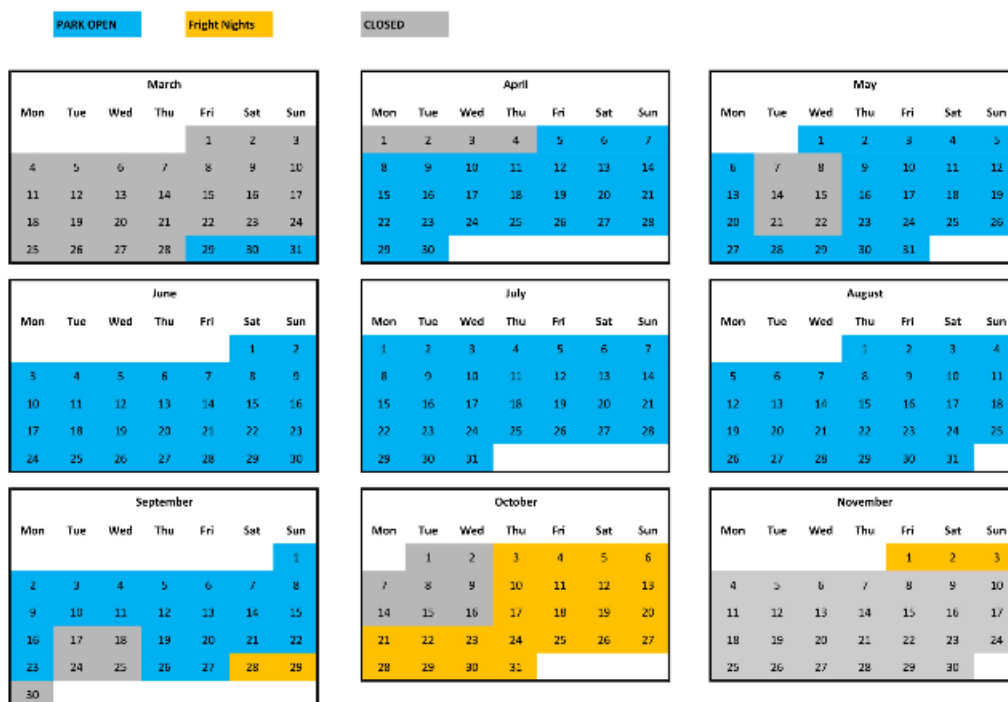 PARK OPEN Fright Nights CLOSED
March
Mon Tue Wed Thu Fri Sat Sun
1 2 3
4 5 6 7 8 9 10
11 12 13 14 15 16 17
18 19 20 21 22 23 24
25 26 27 28 29 30 31
April
Mon Tue Wed Thu Fri Sat Sun
1 2 3 4 5 6 7
8 9 10 11 12 13 14
15 16 17 18 19 20 21
22 23 24 25 26 27 28
29 30
May
Mon Tue Wed Thu Fri Sat Sun
1 2 3 4 5
6 7 8 9 10 11 12
13 14 15 16 17 18 19
20 21 22 23 24 25 26
27 28 29 30 31
June
Mon Tue Wed Thu Fri Sat Sun
1 2
3 4 5 6 7 8 9
10 11 12 13 14 15 16
17 18 19 20 21 22 23
24 25 26 27 28 29 30
July
Mon Tue Wed Thu Fri Sat Sun
1 2 3 4 5 6 7
8 9 10 11 12 13 14
15 16 17 18 19 20 21
22 23 24 25 26 27 28
29 30 31
August
Mon Tue Wed Thu Fri Sat Sun
1 2 3 4
5 6 7 8 9 10 11
12 13 14 15 16 17 18
19 20 21 22 23 24 25
26 27 28 29 30 31
September
Mon Tue Wed Thu Fri Sat Sun
1
2 3 4 5 6 7 8
9 10 11 12 13 14 15
16 17 18 19 20 21 22
23 24 25 26 27 28 29
30
October
Mon Tue Wed Thu Fri Sat Sun
1 2 3 4 5 6
7 8 9 10 11 12 13
14 15 16 17 18 19 20
21 22 23 24 25 26 27
28 29 30 31
November
Mon Tue Wed Thu Fri Sat Sun
1 2 3
4 5 6 7 8 9 10
11 12 13 14 15 16 17
18 19 20 21 22 23 24
25 26 27 28 29 30